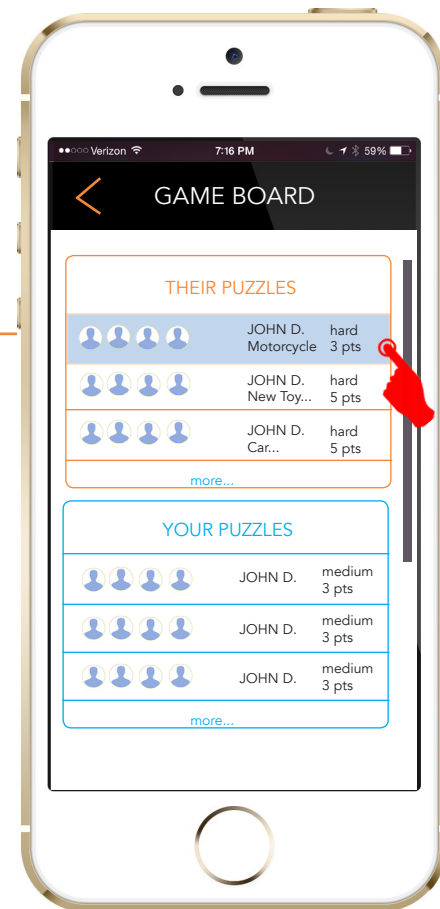 Verizon 7:16 PM 59%
GAME BOARD
THEIR PUZZLES
JOHN D. hard
Motorcycle 3 pts
JOHN D. hard
New Toy... 5 pts
JOHN D. hard
Car... 5 pts
more...
YOUR PUZZLES
JOHN D. medium
3 pts
JOHN D. medium
3 pts
JOHN D. medium
3 pts
more...